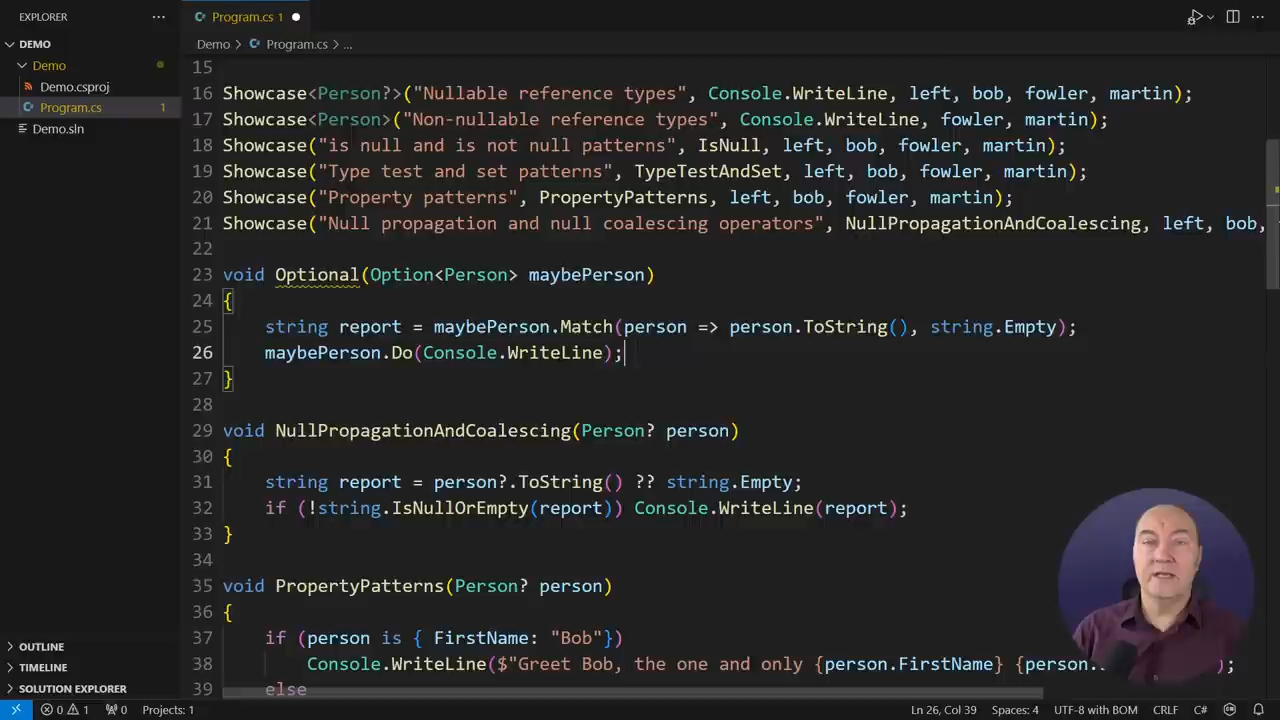 EXPLORER
Program.cs 1
DEMO
Demo > Program.cs > ...
Demo
Demo.csproj
Program.cs 1
Demo.sln
15
16 Showcase<Person?>("Nullable reference types", Console.WriteLine, left, bob, fowler, martin);
17 Showcase<Person>("Non-nullable reference types", Console.WriteLine, fowler, martin);
18 Showcase("is null and is not null patterns", IsNull, left, bob, fowler, martin);
19 Showcase("Type test and set patterns", TypeTestAndSet, left, bob, fowler, martin);
20 Showcase("Property patterns", PropertyPatterns, left, bob, fowler, martin);
21 Showcase("Null propagation and null coalescing operators", NullPropagationAndCoalescing, left, bob,
22
23 void Optional(Option<Person> maybePerson)
24 {
25 string report = maybePerson.Match(person => person.ToString(), string.Empty);
26 maybePerson.Do(Console.WriteLine);
27 }
28
29 void NullPropagationAndCoalescing(Person? person)
30 {
31 string report = person?.ToString() ?? string.Empty;
32 if (!string.IsNullOrEmpty(report)) Console.WriteLine(report);
33 }
34
35 void PropertyPatterns(Person? person)
36 {
37 if (person is { FirstName: "Bob"})
38 Console.WriteLine($"Greet Bob, the one and only {person.FirstName} {person.
39 else
OUTLINE
TIMELINE
SOLUTION EXPLORER
0 1 0 Projects: 1 Ln 26, Col 39 Spaces: 4 UTF-8 with BOM CRLF C#